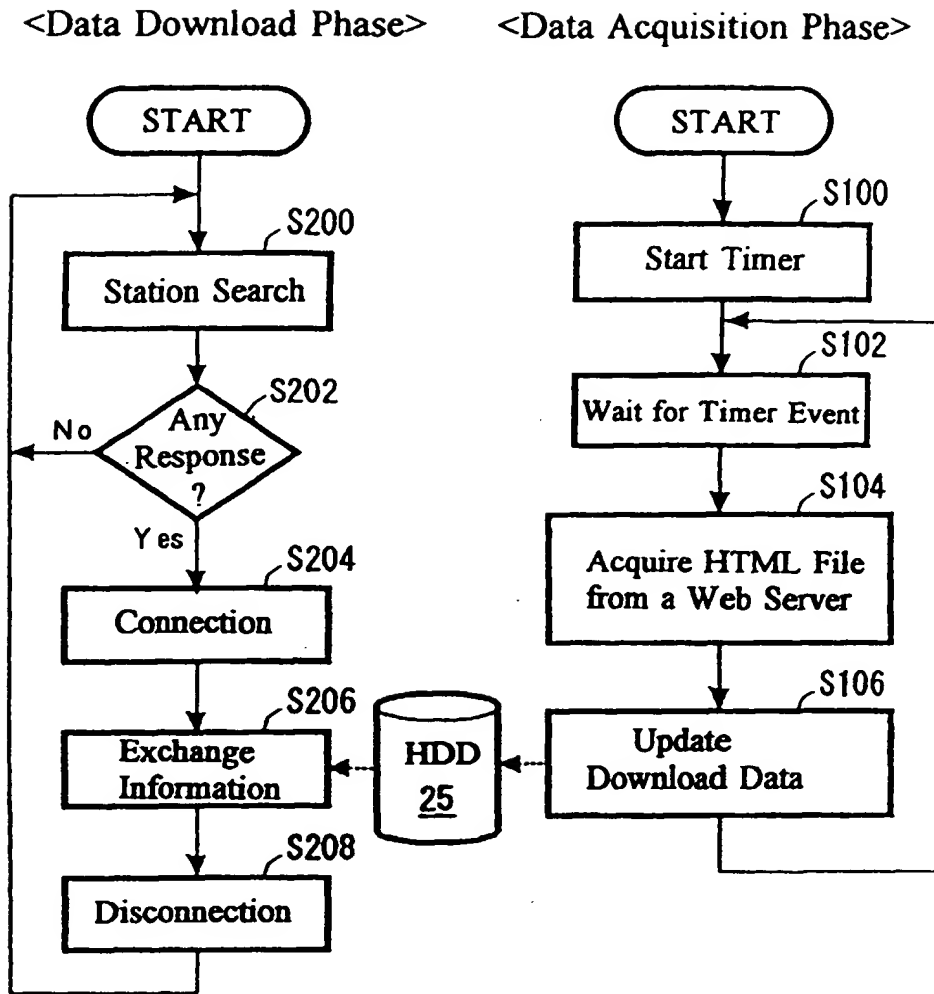 <Data Download Phase>
<Data Acquisition Phase>
START
S200
Station Search
S202
Any
Response
?
No
Yes
S204
Connection
S206
Exchange
Information
S208
Disconnection
HDD
25
START
S100
Start Timer
S102
Wait for Timer Event
S104
Acquire HTML File
from a Web Server
S106
Update
Download Data